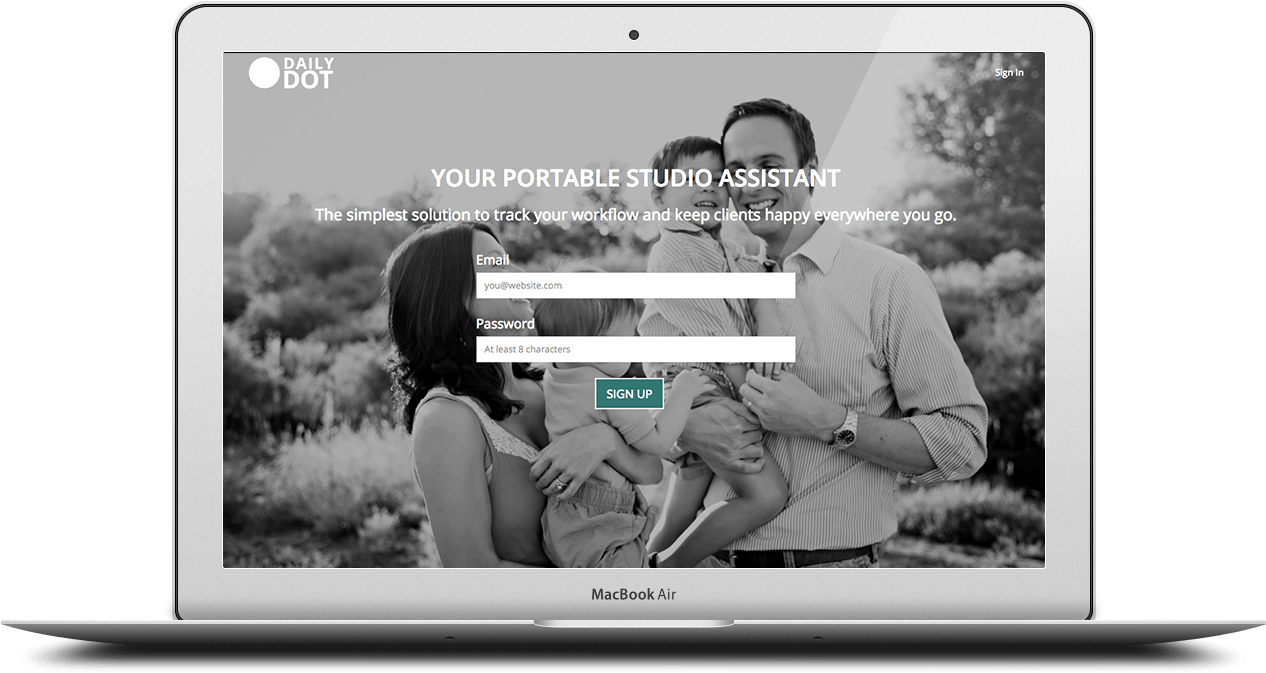 DAILY
DOT
Sign In
YOUR PORTABLE STUDIO ASSISTANT
The simplest solution to track your workflow and keep clients happy everywhere you go.
Email
you@website.com
Password
At least 8 characters
SIGN UP
MacBook Air